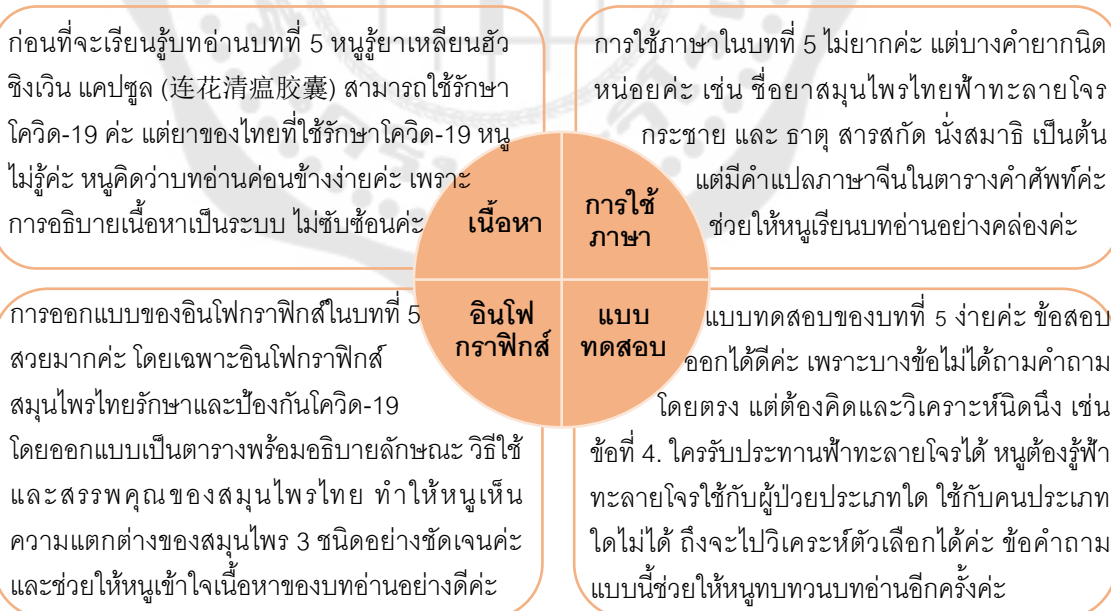 ก่อนที่จะเรียนรู้บทอ่านบทที่ 5 หนูรู้ยาเหลียนฮัว
ชิงเวิน แคปซูล (连花清瘟胶囊) สามารถใช้รักษา
โควิด-19 ค่ะ แต่ยาของไทยที่ใช้รักษาโควิด-19 หนู
ไม่รู้ค่ะ หนูคิดว่าบทอ่านค่อนข้างง่ายค่ะ เพราะ
การอธิบายเนื้อหาเป็นระบบ ไม่ซับซ้อนค่ะ
การใช้ภาษาในบทที่ 5 ไม่ยากค่ะ แต่บางคำยากนิด
หน่อยค่ะ เช่น ชื่อยาสมุนไพรไทยฟ้าทะลายโจร
กระชาย และ ธาตุ สารสกัด นั่งสมาธิ เป็นต้น
แต่มีคำแปลภาษาจีนในตารางคำศัพท์ค่ะ
ช่วยให้หนูเรียนบทอ่านอย่างคล่องค่ะ
เนื้อหา
การใช้
ภาษา
อินโฟ
กราฟิกส์
แบบ
ทดสอบ
การออกแบบของอินโฟกราฟิกส์ในบทที่ 5
สวยมากค่ะ โดยเฉพาะอินโฟกราฟิกส์
สมุนไพรไทยรักษาและป้องกันโควิด-19
โดยออกแบบเป็นตารางพร้อมอธิบายลักษณะ วิธีใช้
และสรรพคุณของสมุนไพรไทย ทำให้หนูเห็น
ความแตกต่างของสมุนไพร 3 ชนิดอย่างชัดเจนค่ะ
และช่วยให้หนูเข้าใจเนื้อหาของบทอ่านอย่างดีค่ะ
แบบทดสอบของบทที่ 5 ง่ายค่ะ ข้อสอบ
ออกได้ดีค่ะ เพราะบางข้อไม่ได้ถามคำถาม
โดยตรง แต่ต้องคิดและวิเคราะห์นิดนึง เช่น
ข้อที่ 4. ใครรับประทานฟ้าทะลายโจรได้ หนูต้องรู้ฟ้า
ทะลายโจรใช้กับผู้ป่วยประเภทใด ใช้กับคนประเภท
ใดไม่ได้ ถึงจะไปวิเคระห์ตัวเลือกได้ค่ะ ข้อคำถาม
แบบนี้ช่วยให้หนูทบทวนบทอ่านอีกครั้งค่ะ